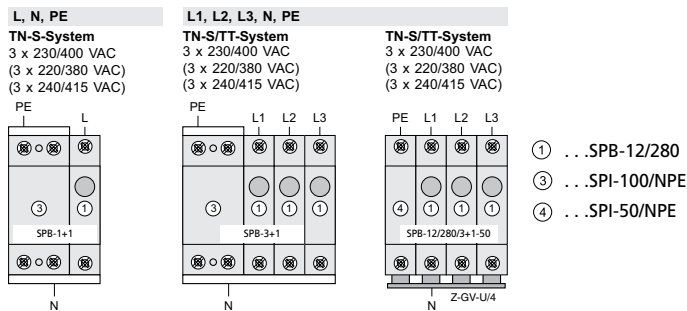 L, N, PE
TN-S-System
3 x 230/400 VAC
(3 x 220/380 VAC)
(3 x 240/415 VAC)
PE
L
3
1
SPB-1+1
N
L1, L2, L3, N, PE
TN-S/TT-System
3 x 230/400 VAC
(3 x 220/380 VAC)
(3 x 240/415 VAC)
PE
L1 L2 L3
3
1 1 1
SPB-3+1
N
TN-S/TT-System
3 x 230/400 VAC
(3 x 220/380 VAC)
(3 x 240/415 VAC)
PE L1 L2 L3
4 1 1 1
SPB-12/280/3+1-50
N
Z-GV-U/4
1 . . .SPB-12/280
3 . . .SPI-100/NPE
4 . . .SPI-50/NPE